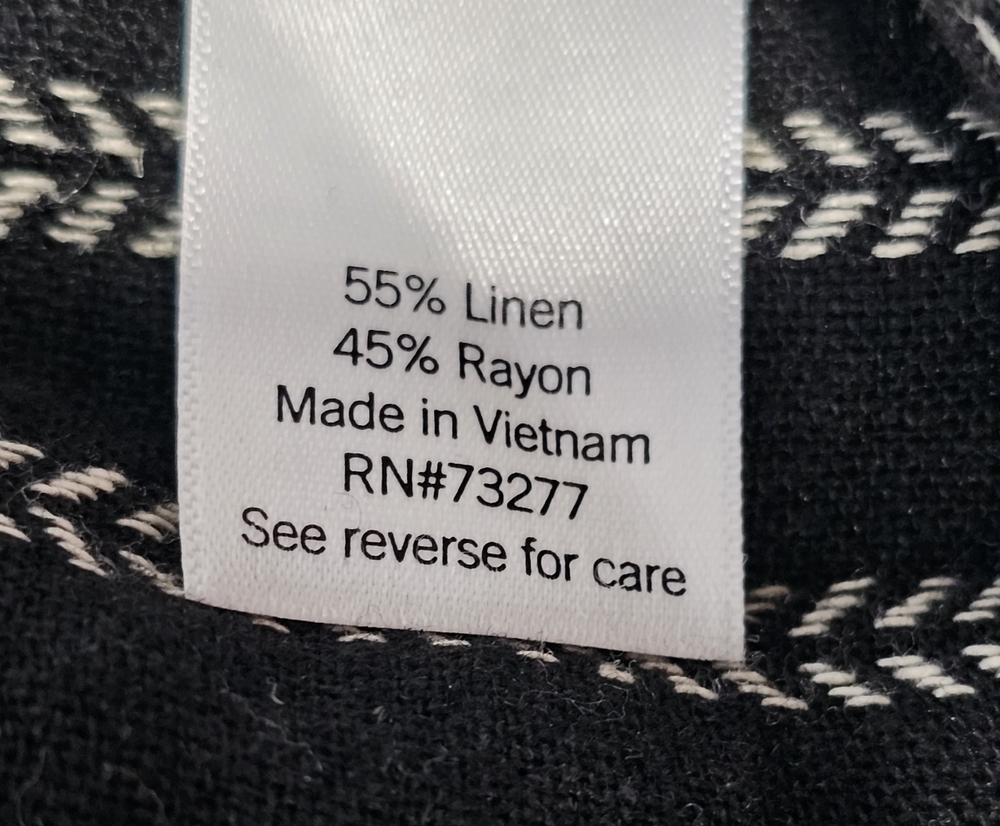 55% Linen
45% Rayon
Made in Vietnam
RN#73277
See reverse for care